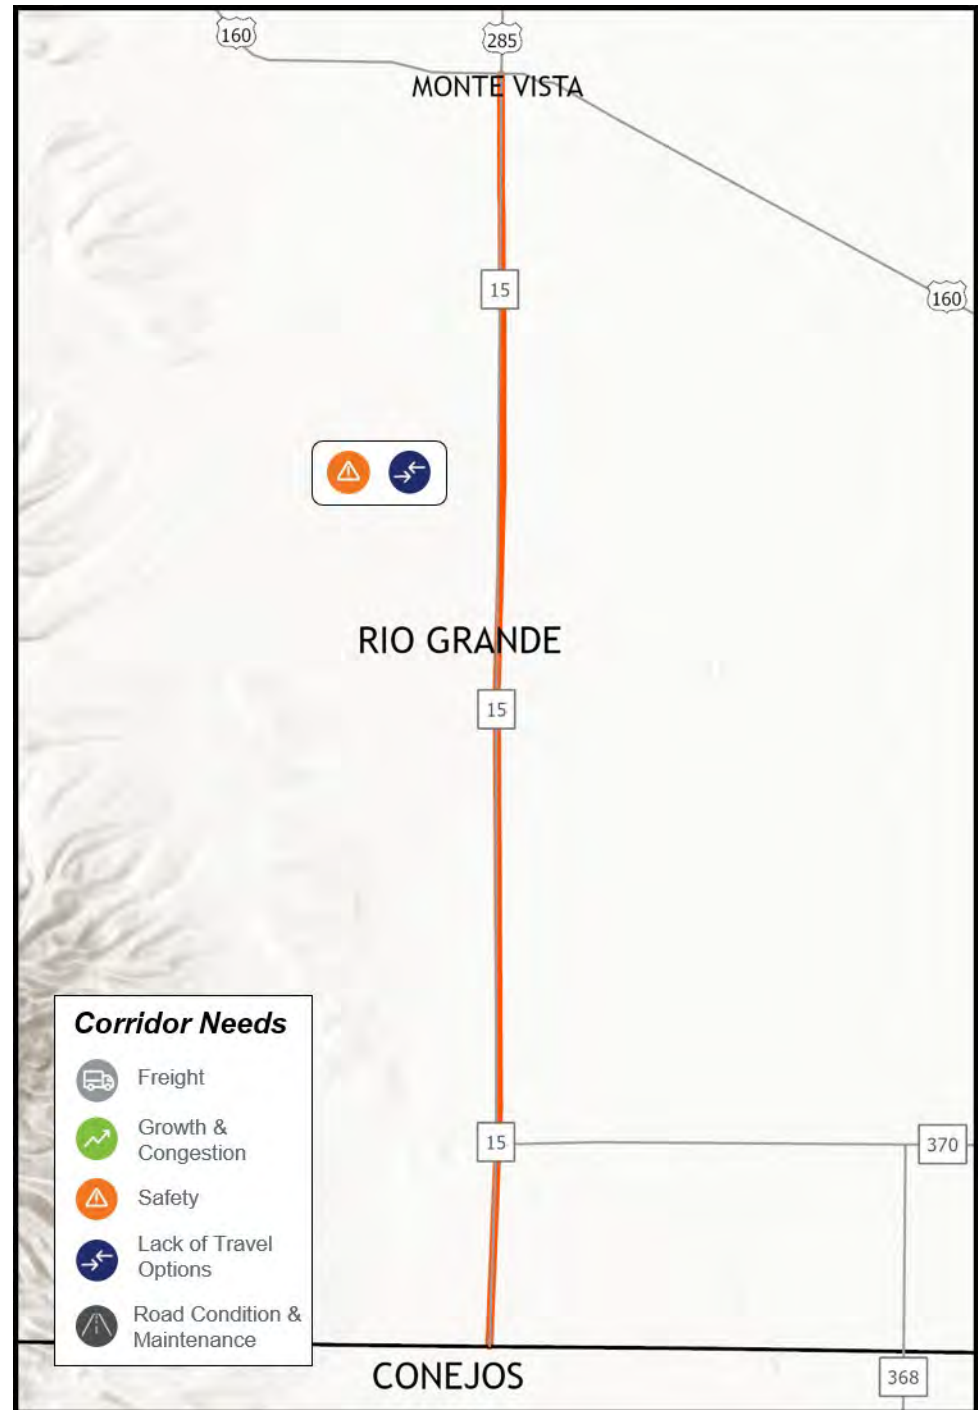 160
285
MONTE VISTA
15
160
RIO GRANDE
15
Corridor Needs
Freight
Growth &
Congestion
Safety
Lack of Travel
Options
Road Condition &
Maintenance
15
370
CONEJOS
368